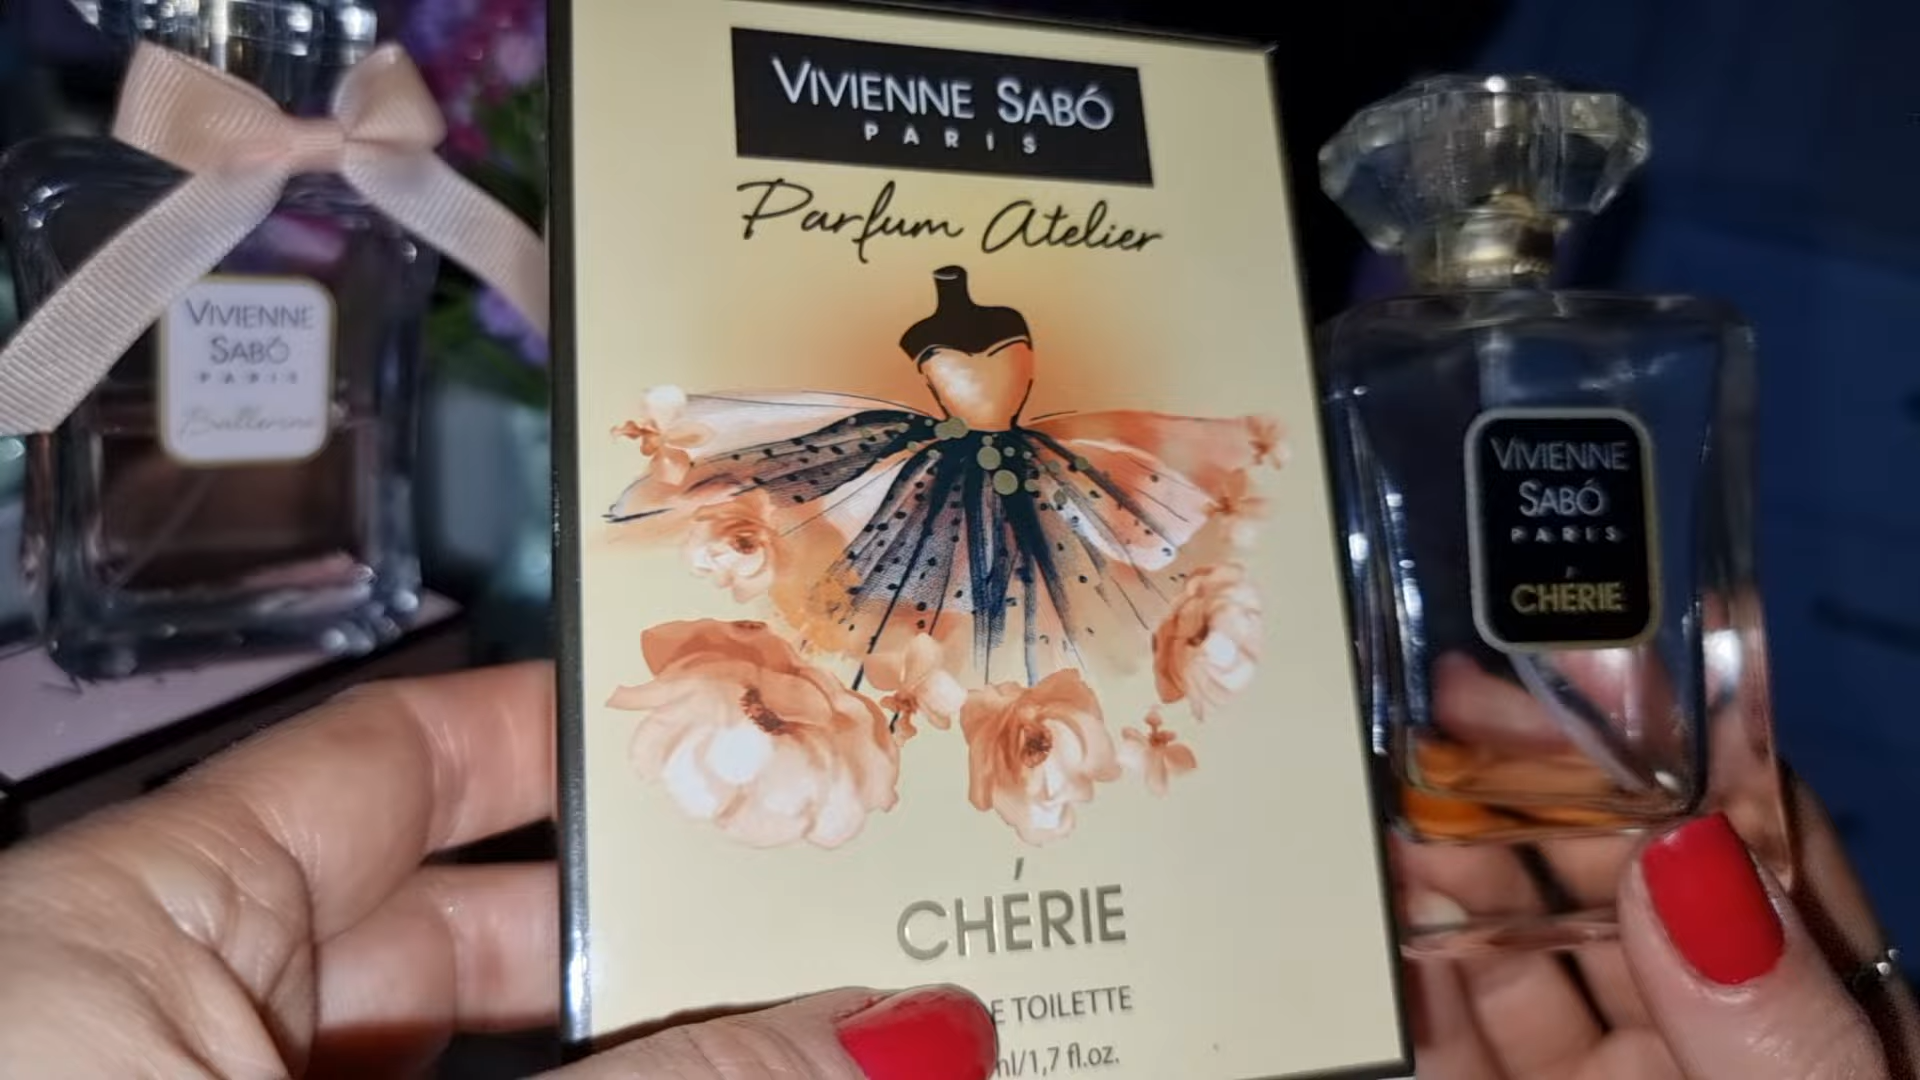 VIVIENNE
SABÓ
PARIS
Ballerine
VIVIENNE SABÓ
PARIS
Parfum Atelier
CHÉRIE
E TOILETTE
ml/1,7 fl.oz.
VIVIENNE
SABÓ
PARIS
CHÉRIE